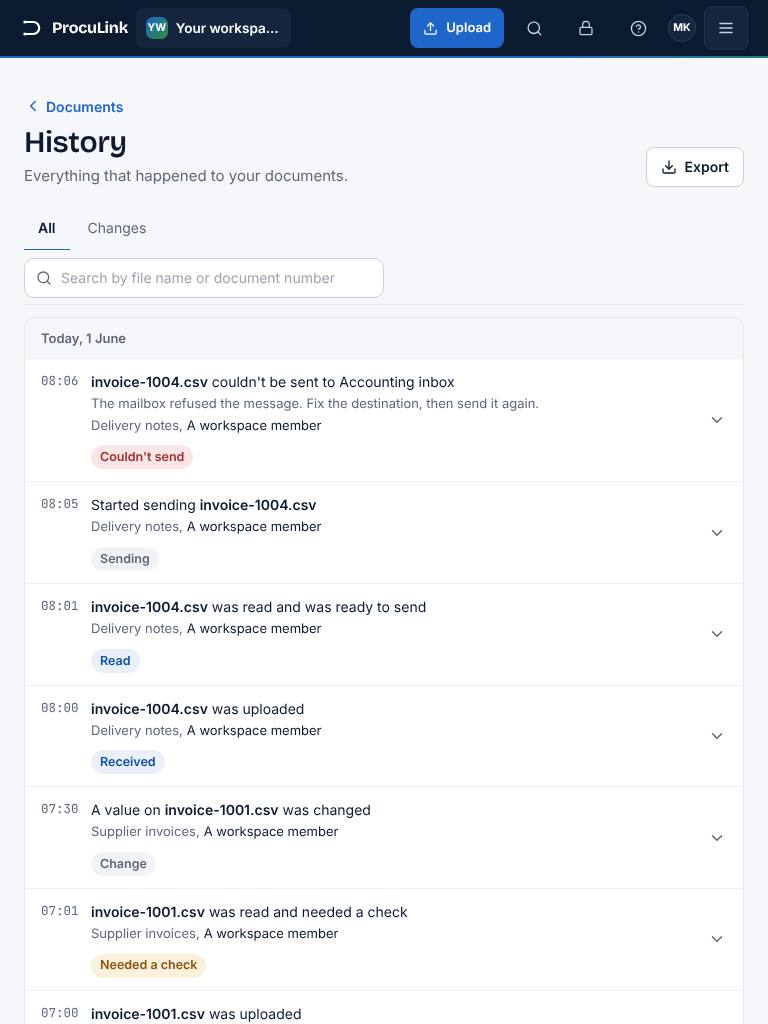 ProcuLink
YW
Your workspa...
Upload
MK
Documents
History
Everything that happened to your documents.
Export
All
Changes
Search by file name or document number
Today, 1 June
08:06
invoice-1004.csv couldn't be sent to Accounting inbox
The mailbox refused the message. Fix the destination, then send it again.
Delivery notes, A workspace member
Couldn't send
08:05
Started sending invoice-1004.csv
Delivery notes, A workspace member
Sending
08:01
invoice-1004.csv was read and was ready to send
Delivery notes, A workspace member
Read
08:00
invoice-1004.csv was uploaded
Delivery notes, A workspace member
Received
07:30
A value on invoice-1001.csv was changed
Supplier invoices, A workspace member
Change
07:01
invoice-1001.csv was read and needed a check
Supplier invoices, A workspace member
Needed a check
07:00
invoice-1001.csv was uploaded